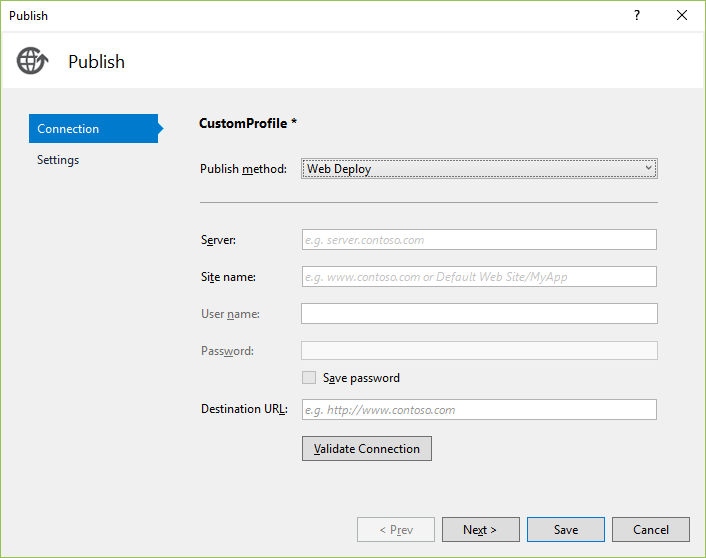 Publish
?
Publish
Connection
Settings
CustomProfile *
Publish method: Web Deploy
Server: e.g. server.contoso.com
Site name: e.g. www.contoso.com or Default Web Site/MyApp
User name:
Password:
Save password
Destination URL: e.g. http://www.contoso.com
Validate Connection
< Prev Next > Save Cancel